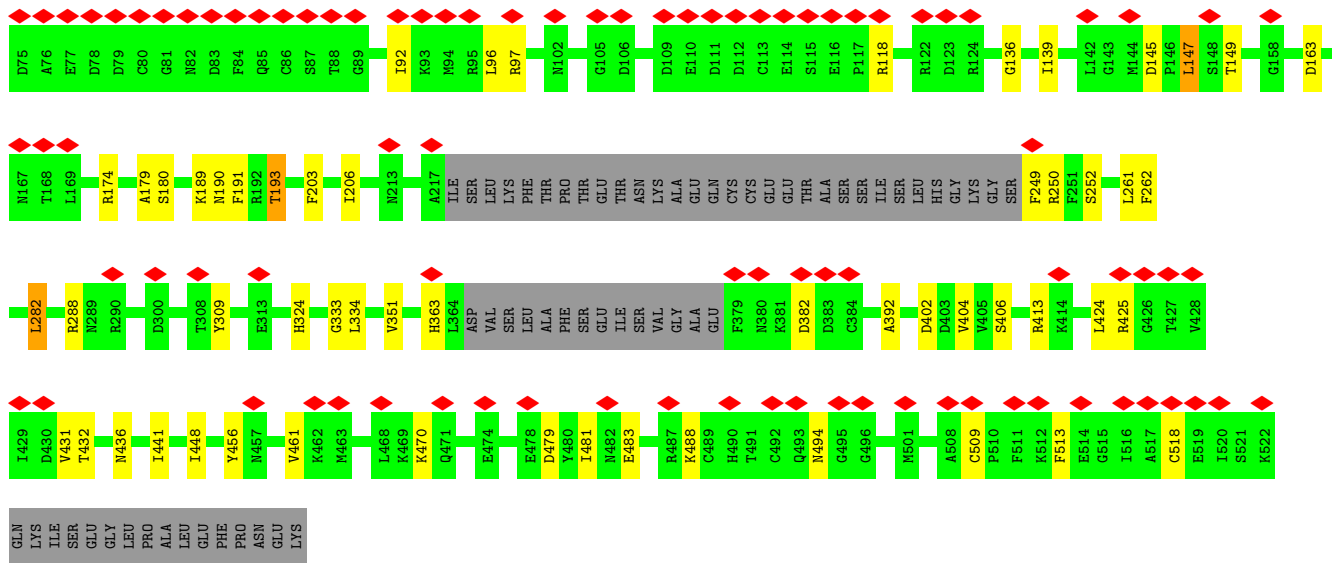 D75 A76 E77 D78 D79 C80 G81 N82 D83 F84 Q85 C86 S87 T88 G89 I92 K93 M94 R95 L96 R97 N102 G105 D106 D109 E110 D111 D112 C113 E114 S115 E116 P117 R118 R122 D123 R124 G136 I139 L142 G143 M144 D145 P146 L147 S148 T149 G158 D163
N167 T168 L169 R174 A179 S180 K189 N190 F191 R192 T193 F203 I206 N213 A217 ILE SER LEU LYS PHE THR PRO THR GLU THR ASN LYS ALA GLU GLN CYS CYS GLU GLU THR ALA SER SER ILE SER LEU HIS GLY LYS GLY SER F249 R250 F251 S252 L261 F262
L282 R288 N289 R290 D300 T308 Y309 E313 H324 G333 L334 V351 H363 L364 ASP VAL SER LEU ALA PHE SER GLU ILE SER VAL GLY ALA GLU F379 N380 K381 D382 D383 C384 A392 D402 D403 V404 V405 S406 R413 K414 L424 R425 G426 T427 V428
I429 D430 V431 T432 N436 I441 I448 Y456 N457 V461 K462 M463 L468 K469 K470 Q471 E474 E478 D479 Y480 I481 N482 E483 R487 K488 C489 H490 T491 C492 Q493 N494 G495 G496 M501 A508 C509 P510 F511 K512 F513 E514 G515 I516 A517 C518 E519 I520 S521 K522
GLN LYS ILE SER GLU GLY LEU PRO ALA LEU GLU PHE PRO ASN GLU LYS